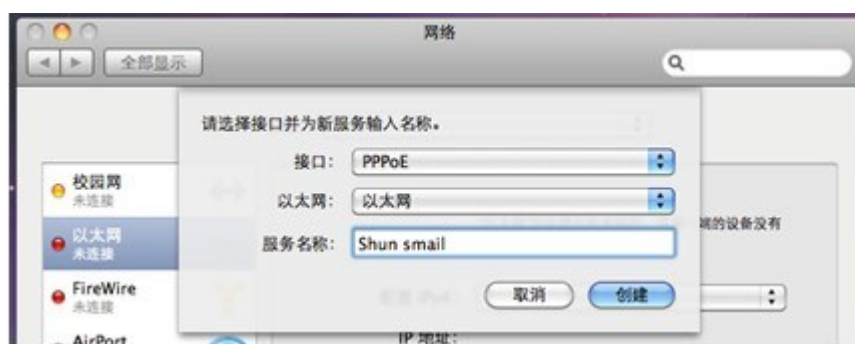 网络
全部显示
请选择接口并为新服务输入名称。
接口: PPPoE
以太网: 以太网
服务名称: Shun smail
取消 创建
校园网
未连接
以太网
未连接
端的设备没有
FireWire
未连接
AirPort
IP 地址: